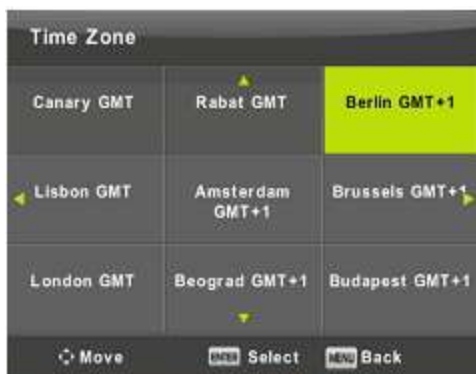 Time Zone
Canary GMT
Rabat GMT
Berlin GMT+1
Lisbon GMT
Amsterdam
GMT+1
Brussels GMT+1
London GMT
Beograd GMT+1
Budapest GMT+1
Move
ENTER Select
MENU Back